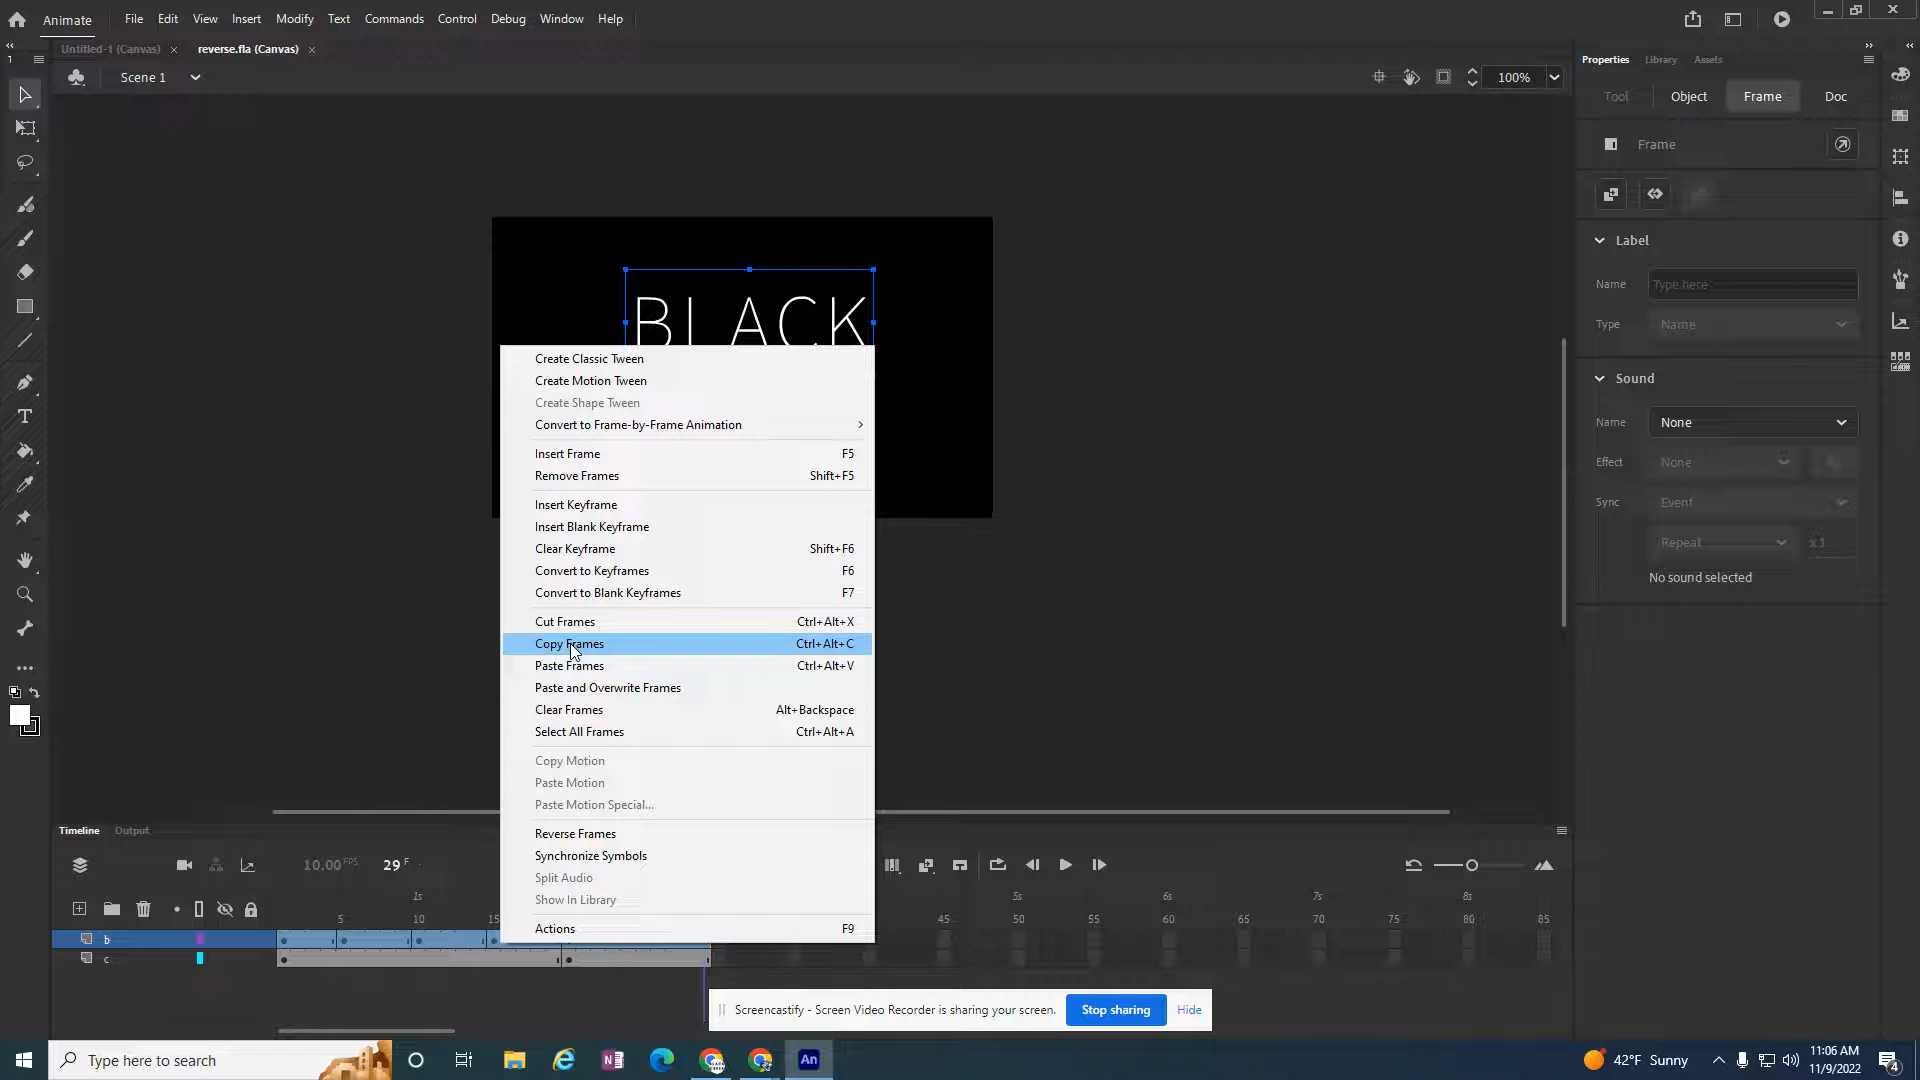 Animate File Edit View Insert Modify Text Commands Control Debug Window Help
Untitled-1 (Canvas) × reverse.fla (Canvas) ×
Scene 1 100%
1
Properties Library Assets
Tool Object Frame Doc
Frame
Label
Name Type here
Type Name
Sound
Name None
Effect None
Sync Event
Repeat x 1
No sound selected
BLACK
Create Classic Tween
Create Motion Tween
Create Shape Tween
Convert to Frame-by-Frame Animation
Insert Frame F5
Remove Frames Shift+F5
Insert Keyframe
Insert Blank Keyframe
Clear Keyframe Shift+F6
Convert to Keyframes F6
Convert to Blank Keyframes F7
Cut Frames Ctrl+Alt+X
Copy Frames Ctrl+Alt+C
Paste Frames Ctrl+Alt+V
Paste and Overwrite Frames
Clear Frames Alt+Backspace
Select All Frames Ctrl+Alt+A
Copy Motion
Paste Motion
Paste Motion Special...
Reverse Frames
Synchronize Symbols
Split Audio
Show In Library
Actions F9
Timeline Output
10.00 FPS 29 F
1s 5s 6s 7s 8s
5 10 15 45 50 55 60 65 70 75 80 85
b
c
Screencastify - Screen Video Recorder is sharing your screen. Stop sharing Hide
Type here to search
An
42°F Sunny
11:06 AM
11/9/2022
4